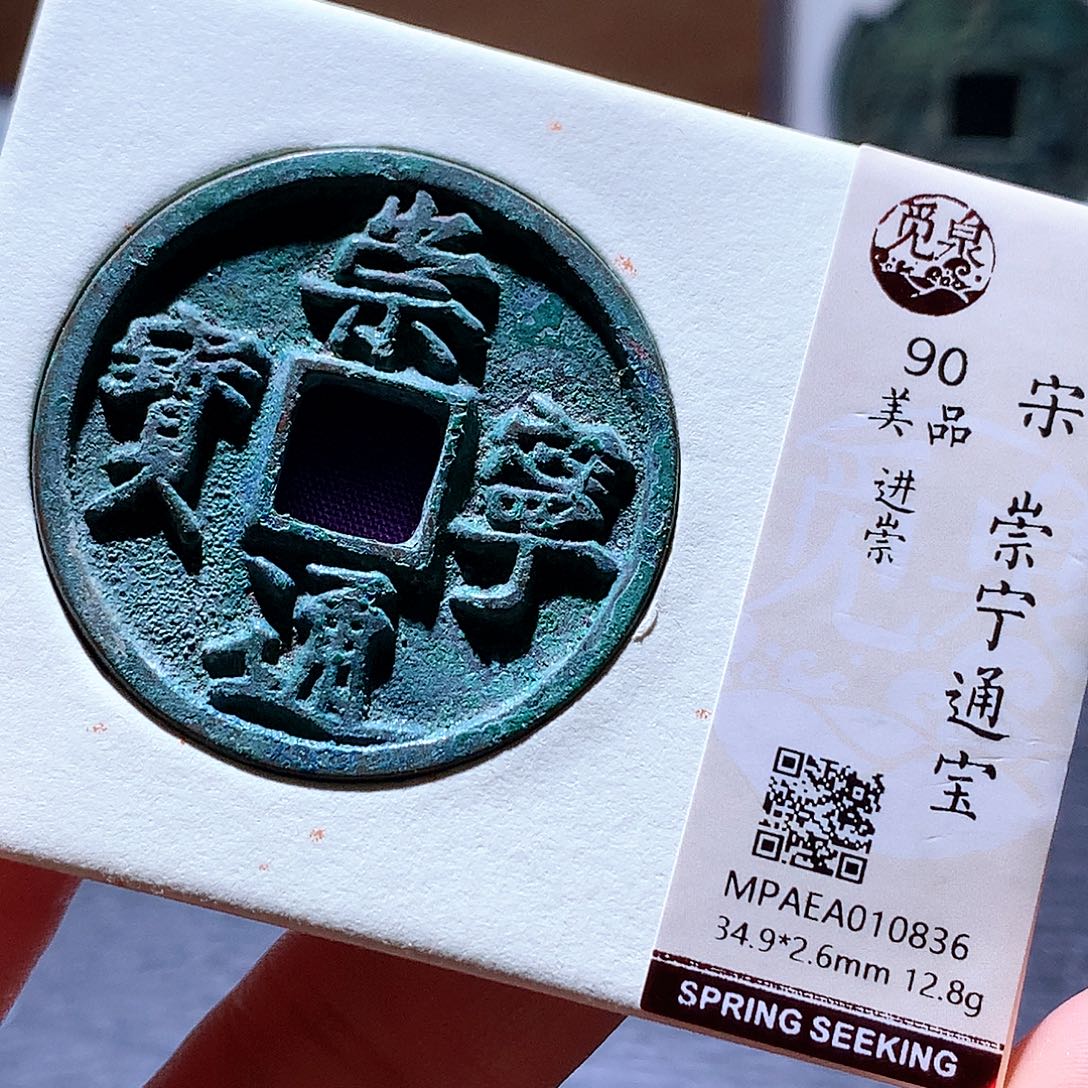 崇寧通寶
觅泉
90
美品
进崇
宋 崇宁通宝
MPAEA010836
34.9*2.6mm 12.8g
SPRING SEEKING